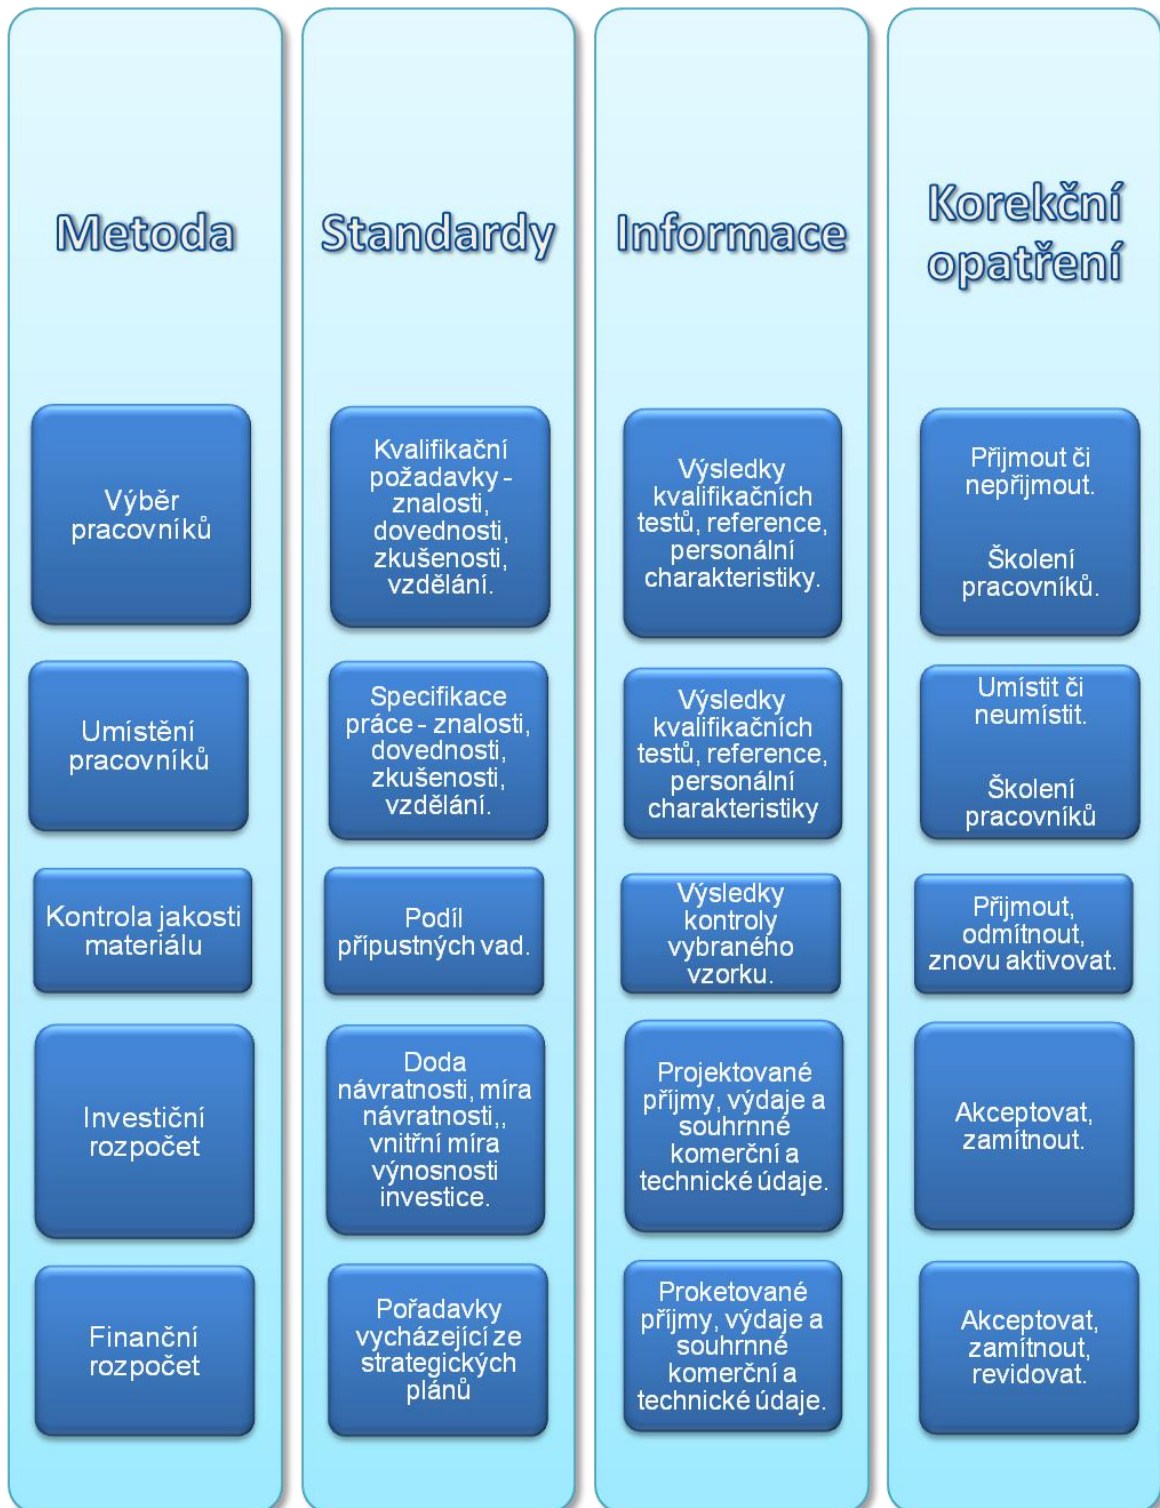 Metoda
Výběr
pracovníků
Umístění
pracovníků
Kontrola jakosti
materiálu
Investiční
rozpočet
Finanční
rozpočet
Standardy
Kvalifikační
požadavky -
znalosti,
dovednosti,
zkušenosti,
vzdělání.
Specifikace
práce - znalosti,
dovednosti,
zkušenosti,
vzdělání.
Podíl
přípustných vad.
Doda
návratnosti, míra
návratnosti,,
vnitřní míra
výnosnosti
investice.
Pořadavky
vycházející ze
strategických
plánů
Informace
Výsledky
kvalifikačních
testů, reference,
personální
charakteristiky.
Výsledky
kvalifikačních
testů, reference,
personální
charakteristiky
Výsledky
kontroly
vybraného
vzorku.
Projektované
příjmy, výdaje a
souhrnné
komerční a
technické údaje.
Proketované
příjmy, výdaje a
souhrnné
komerční a
technické údaje.
Korekční
opatření
Přijmout či
nepřijmout.
Školení
pracovníků.
Umístit či
neumístit.
Školení
pracovníků
Přijmout,
odmítnout,
znovu aktivovat.
Akceptovat,
zamítnout.
Akceptovat,
zamítnout,
revidovat.